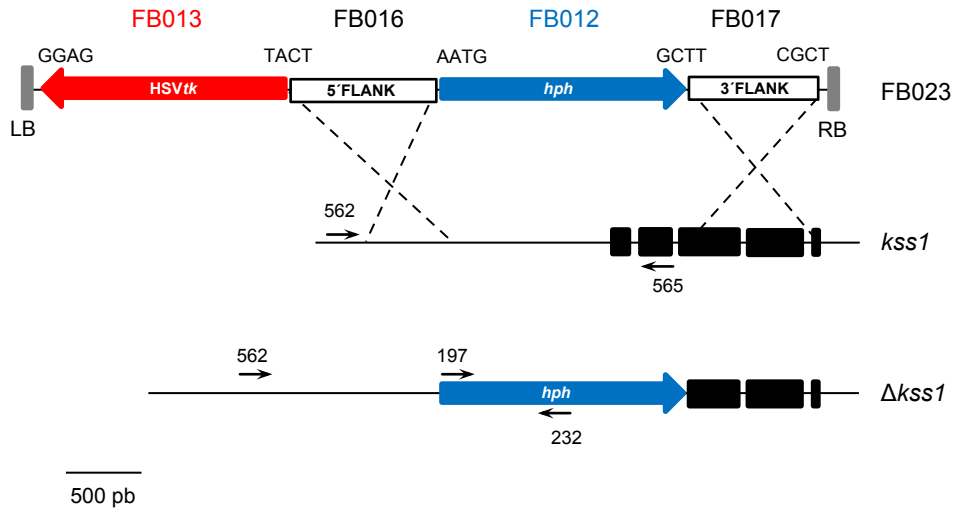 FB013 FB016 FB012 FB017
GGAG TACT AATG GCTT CGCT
HSVtk 5´FLANK hph 3´FLANK FB023
LB RB
562
kss1
565
562 197
hph Δkss1
232
500 pb